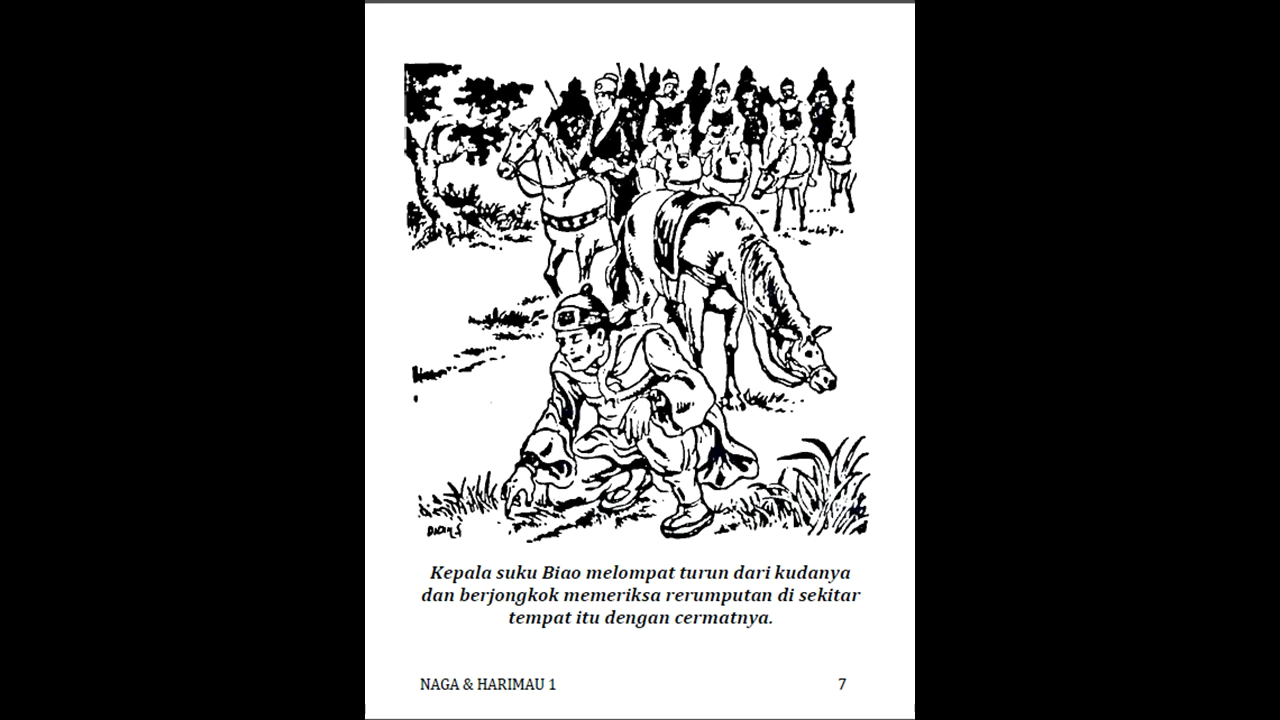 Kepala suku Biao melompat turun dari kudanya
dan berjongkok memeriksa rerumputan di sekitar
tempat itu dengan cermatnya.
NAGA & HARIMAU 1
7